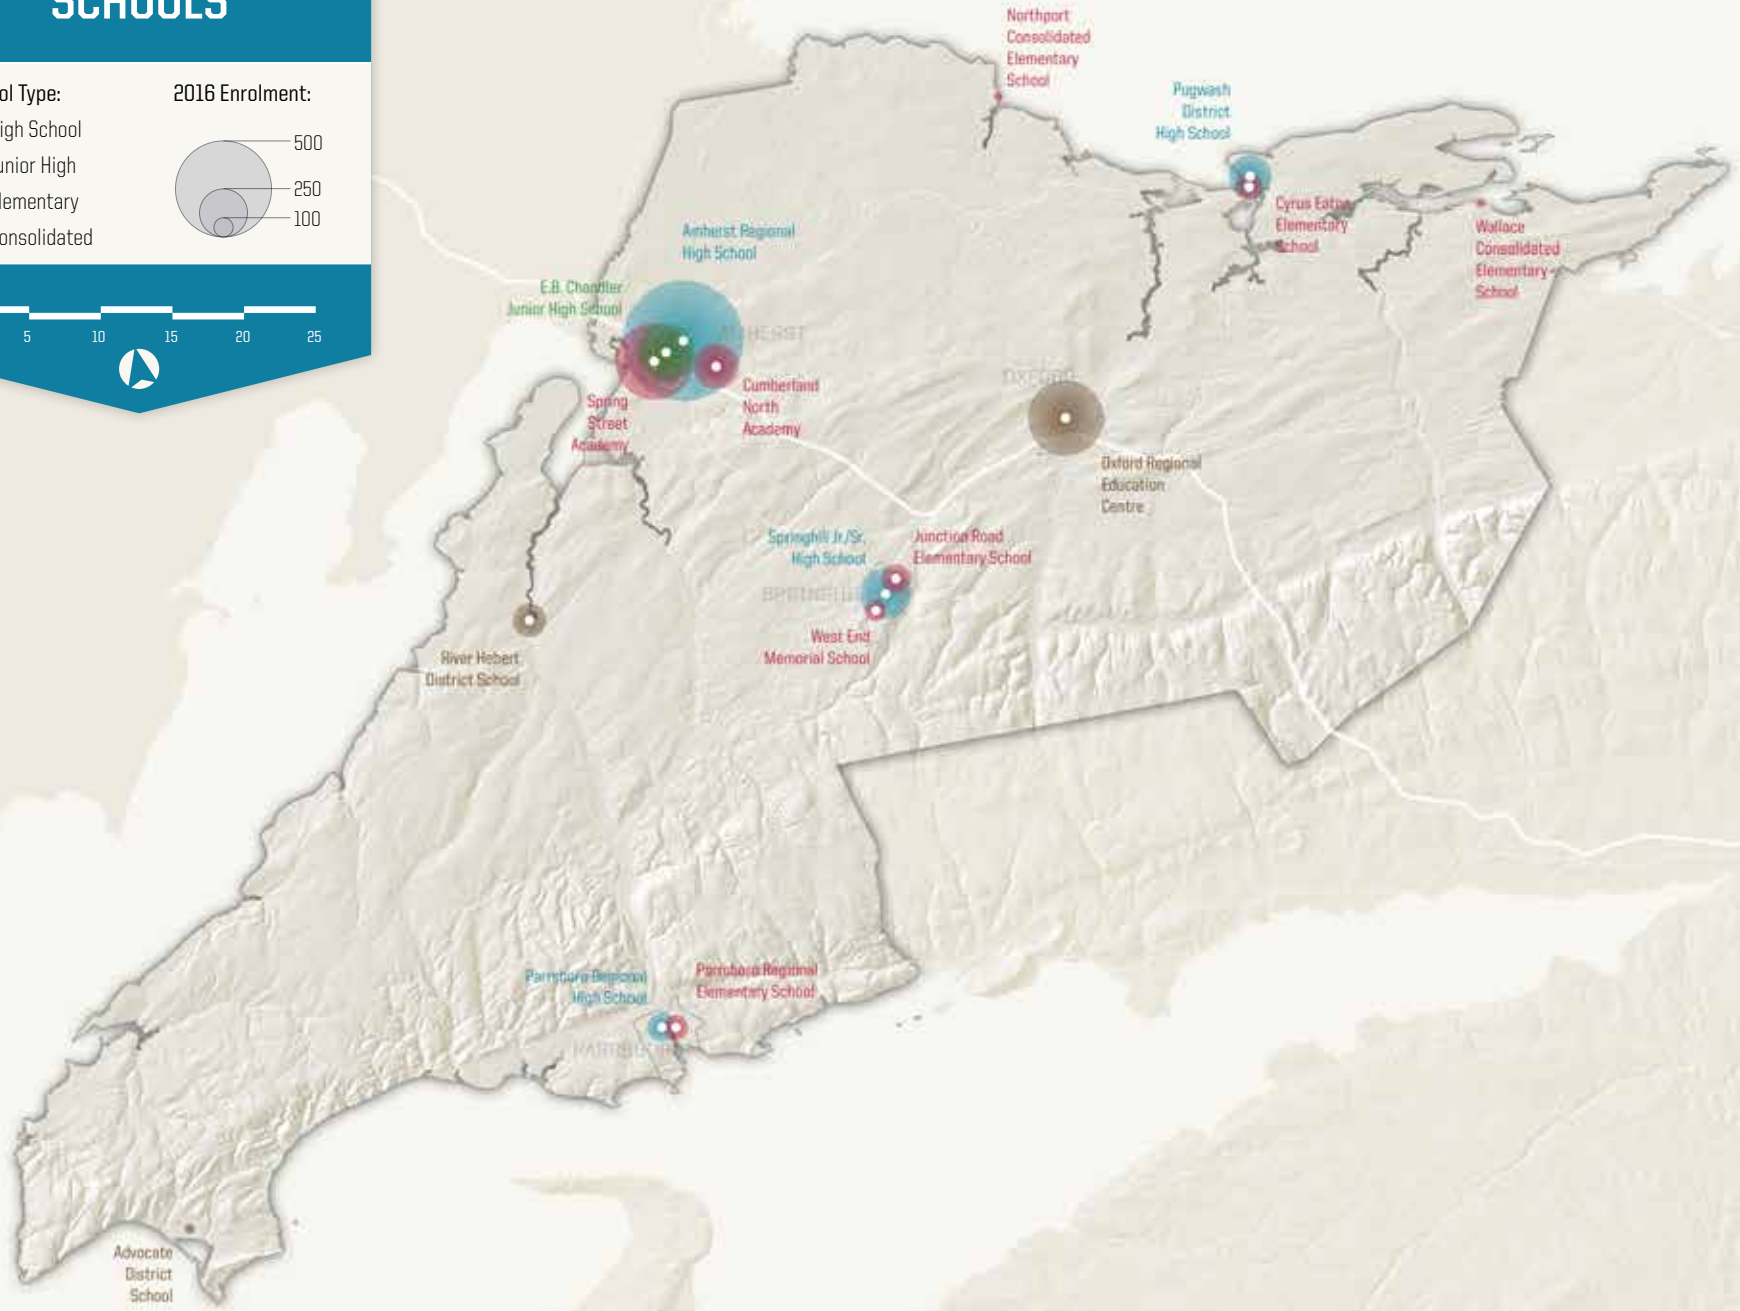 SCHOOLS
ol Type:
igh School
unior High
lementary
onsolidated
2016 Enrolment:
500
250
100
5 10 15 20 25
Northport
Consolidated
Elementary
School
Pugwash
District
High School
Cyrus Eaton
Elementary
School
Wallace
Consolidated
Elementary
School
Amherst Regional
High School
E.B. Chandler
Junior High School
AMHERST
Spring
Street
Academy
Cumberland
North
Academy
OXFORD
Oxford Regional
Education
Centre
Springhill Jr./Sr.
High School
Junction Road
Elementary School
West End
Memorial School
River Hebert
District School
Parrsboro Regional
High School
Parrsboro Regional
Elementary School
PARRSBORO
Advocate
District
School